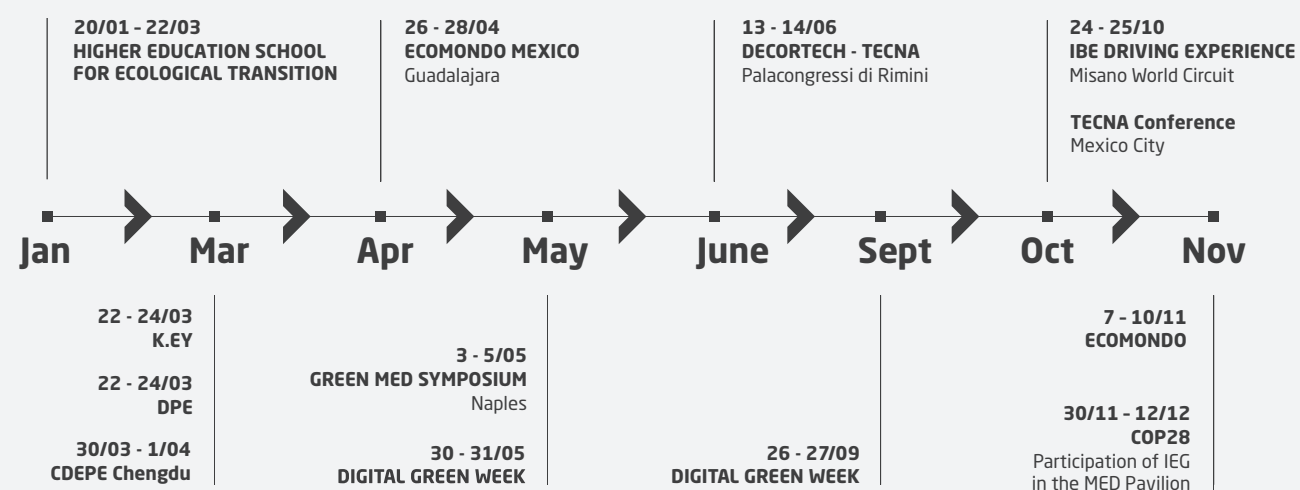 20/01 – 22/03
HIGHER EDUCATION SCHOOL
FOR ECOLOGICAL TRANSITION
26 - 28/04
ECOMONDO MEXICO
Guadalajara
13 - 14/06
DECORTECH - TECNA
Palacongressi di Rimini
24 - 25/10
IBE DRIVING EXPERIENCE
Misano World Circuit
TECNA Conference
Mexico City
Jan
Mar
Apr
May
June
Sept
Oct
Nov
22 - 24/03
K.EY
22 - 24/03
DPE
30/03 - 1/04
CDEPE Chengdu
3 - 5/05
GREEN MED SYMPOSIUM
Naples
30 - 31/05
DIGITAL GREEN WEEK
26 - 27/09
DIGITAL GREEN WEEK
7 – 10/11
ECOMONDO
30/11 – 12/12
COP28
Participation of IEG
in the MED Pavilion